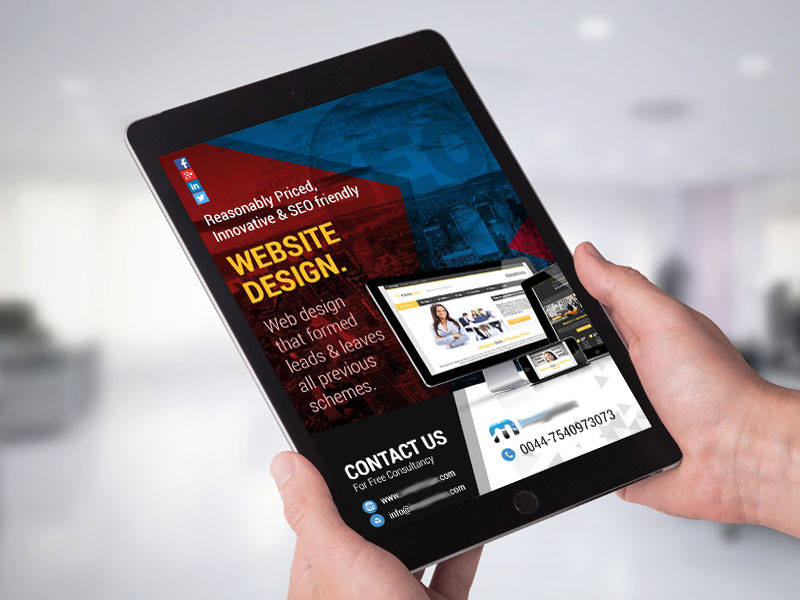 Reasonably Priced,
Innovative & SEO friendly
WEBSITE
DESIGN.
Web design
that formed
leads & leaves
all previous
schemes.
SEO
CONTACT US
For Free Consultancy
www. .com
info@ .com
0044-7540973073